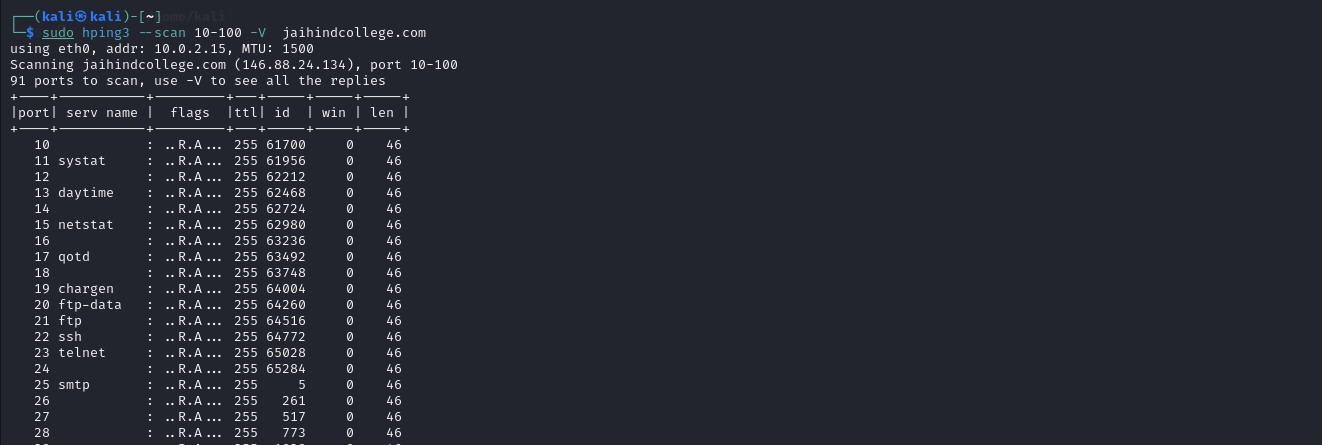 ┌──(kali㉿kali)-[~]
└─$ sudo hping3 --scan 10-100 -V  jaihindcollege.com
using eth0, addr: 10.0.2.15, MTU: 1500
Scanning jaihindcollege.com (146.88.24.134), port 10-100
91 ports to scan, use -V to see all the replies
+----+-----------+---------+---+-----+-----+-----+
|port| serv name |  flags  |ttl| id  | win | len |
+----+-----------+---------+---+-----+-----+-----+
   10            : ..R.A... 255 61700     0    46
   11 systat     : ..R.A... 255 61956     0    46
   12            : ..R.A... 255 62212     0    46
   13 daytime    : ..R.A... 255 62468     0    46
   14            : ..R.A... 255 62724     0    46
   15 netstat    : ..R.A... 255 62980     0    46
   16            : ..R.A... 255 63236     0    46
   17 qotd       : ..R.A... 255 63492     0    46
   18            : ..R.A... 255 63748     0    46
   19 chargen    : ..R.A... 255 64004     0    46
   20 ftp-data   : ..R.A... 255 64260     0    46
   21 ftp        : ..R.A... 255 64516     0    46
   22 ssh        : ..R.A... 255 64772     0    46
   23 telnet     : ..R.A... 255 65028     0    46
   24            : ..R.A... 255 65284     0    46
   25 smtp       : ..R.A... 255     5     0    46
   26            : ..R.A... 255   261     0    46
   27            : ..R.A... 255   517     0    46
   28            : ..R.A... 255   773     0    46